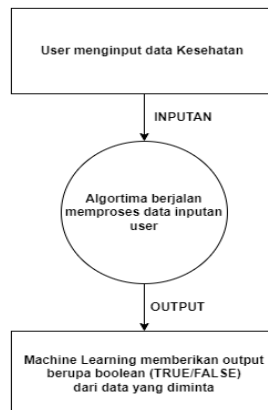 User menginput data Kesehatan
INPUTAN
Algortima berjalan
memproses data inputan
user
OUTPUT
Machine Learning memberikan output
berupa boolean (TRUE/FALSE)
dari data yang diminta